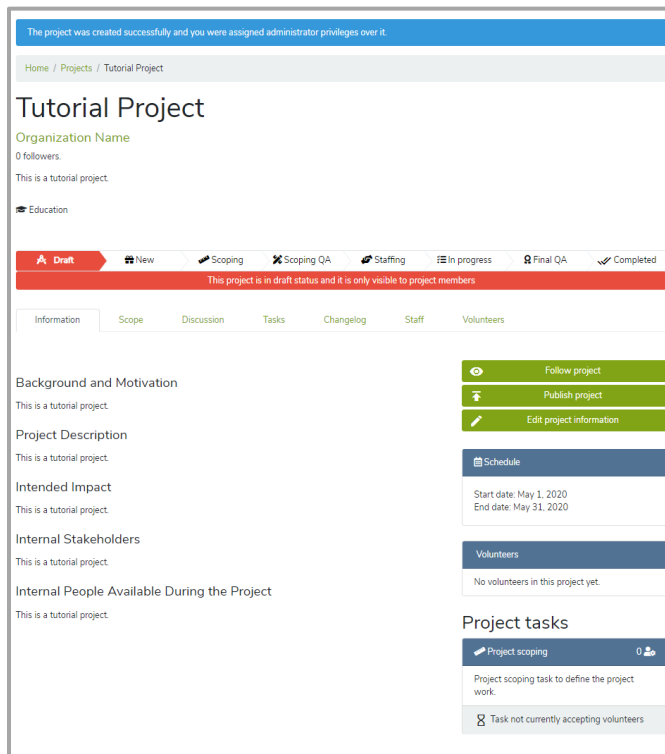 The project was created successfully and you were assigned administrator privileges over it.
Home / Projects / Tutorial Project
Tutorial Project
Organization Name
0 followers.
This is a tutorial project.
Education
Draft
New
Scoping
Scoping QA
Staffing
In progress
Final QA
Completed
This project is in draft status and it is only visible to project members
Information
Scope
Discussion
Tasks
Changelog
Staff
Volunteers
Background and Motivation
This is a tutorial project.
Project Description
This is a tutorial project.
Intended Impact
This is a tutorial project.
Internal Stakeholders
This is a tutorial project.
Internal People Available During the Project
This is a tutorial project.
Follow project
Publish project
Edit project information
Schedule
Start date: May 1, 2020
End date: May 31, 2020
Volunteers
No volunteers in this project yet.
Project tasks
Project scoping 0
Project scoping task to define the project
work.
Task not currently accepting volunteers